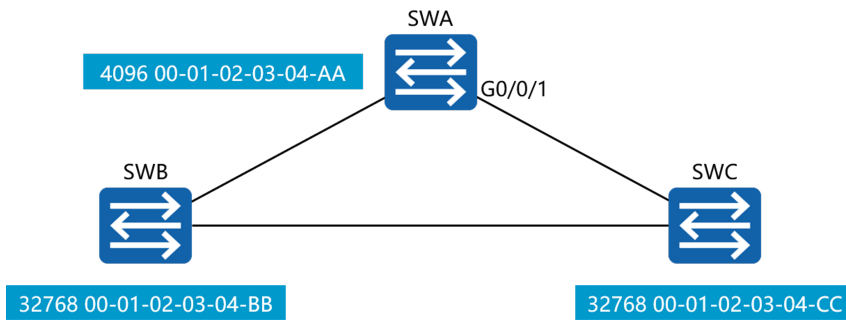 SWA
4096 00-01-02-03-04-AA
G0/0/1
SWB
SWC
32768 00-01-02-03-04-BB
32768 00-01-02-03-04-CC